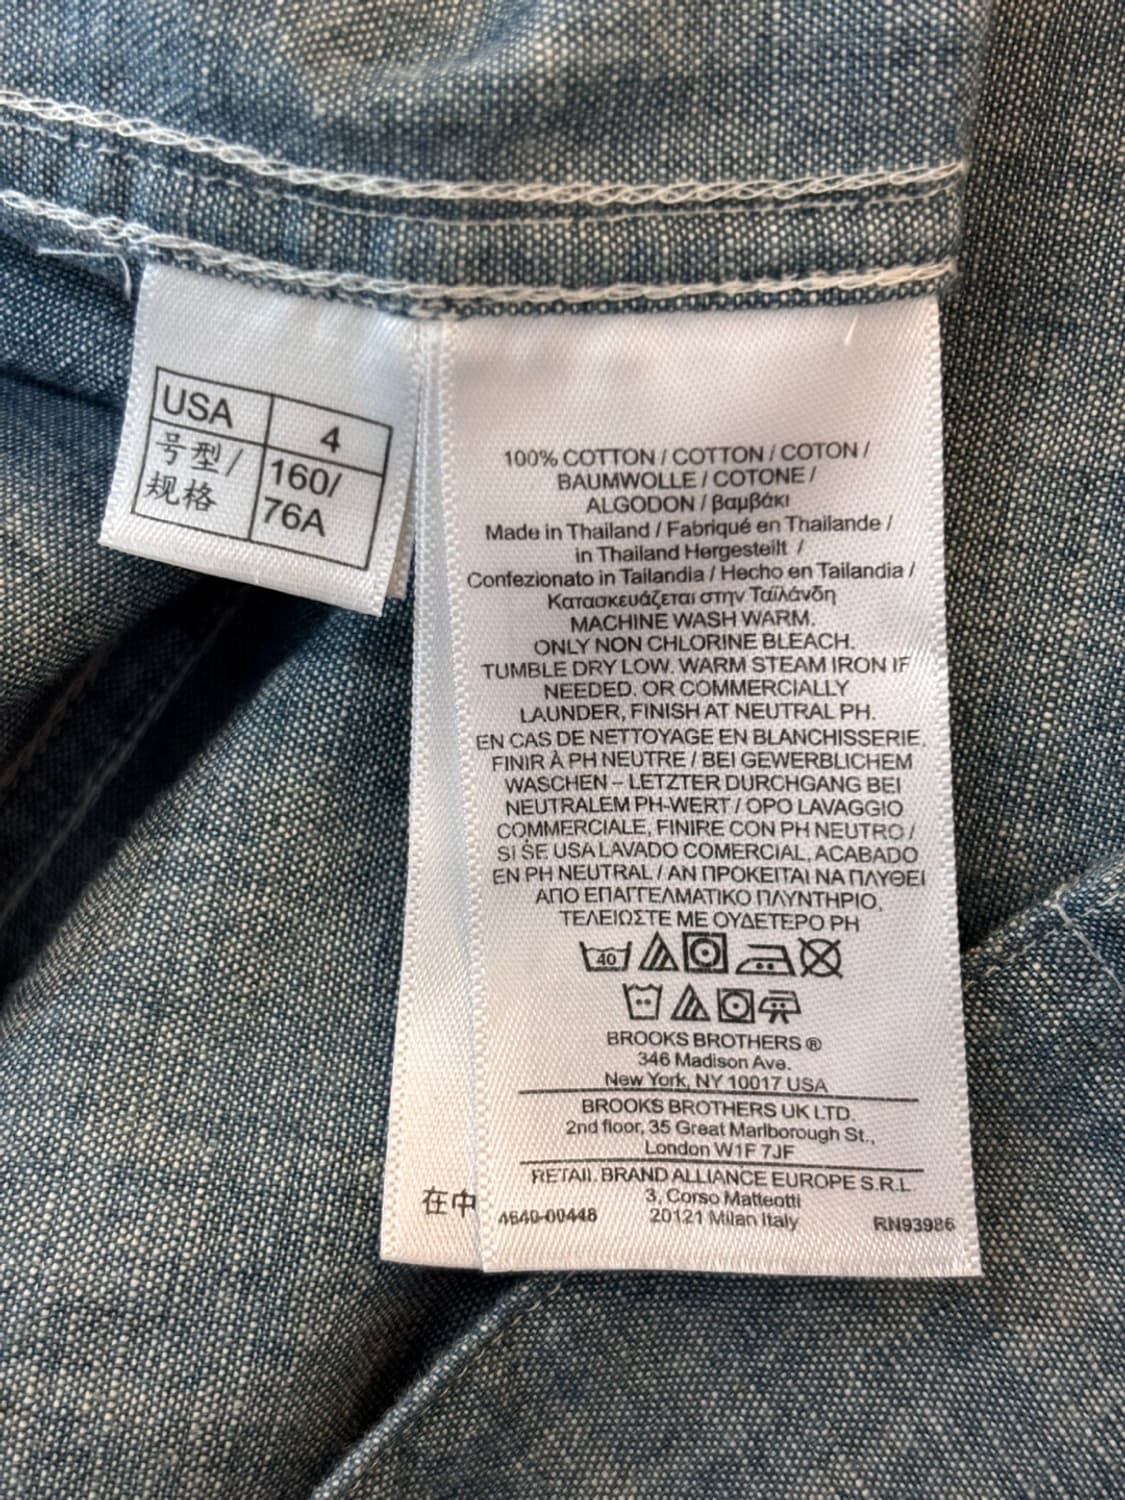 USA 4
号型/ 160/
规格 76A
100% COTTON / COTTON / COTON /
BAUMWOLLE / COTONE /
ALGODON / βαμβάκι
Made in Thailand / Fabriqué en Thaïlande /
in Thailand Hergestellt /
Confezionato in Tailandia / Hecho en Tailandia /
Κατασκευάζεται στην Ταϊλάνδη
MACHINE WASH WARM.
ONLY NON CHLORINE BLEACH.
TUMBLE DRY LOW. WARM STEAM IRON IF
NEEDED. OR COMMERCIALLY
LAUNDER, FINISH AT NEUTRAL PH.
EN CAS DE NETTOYAGE EN BLANCHISSERIE,
FINIR À PH NEUTRE / BEI GEWERBLICHEM
WASCHEN – LETZTER DURCHGANG BEI
NEUTRALEM PH-WERT / OPO LAVAGGIO
COMMERCIALE, FINIRE CON PH NEUTRO /
SI SE USA LAVADO COMERCIAL, ACABADO
EN PH NEUTRAL / ΑΝ ΠΡΟΚΕΙΤΑΙ ΝΑ ΠΛΥΘΕΙ
ΑΠΟ ΕΠΑΓΓΕΛΜΑΤΙΚΟ ΠΛΥΝΤΗΡΙΟ,
ΤΕΛΕΙΩΣΤΕ ΜΕ ΟΥΔΕΤΕΡΟ PH
40
BROOKS BROTHERS ®
346 Madison Ave.
New York, NY 10017 USA
BROOKS BROTHERS UK LTD.
2nd floor, 35 Great Marlborough St.,
London W1F 7JF
RETAIL BRAND ALLIANCE EUROPE S.R.L.
3, Corso Matteotti
20121 Milan Italy
4640-00448 RN93986
在中